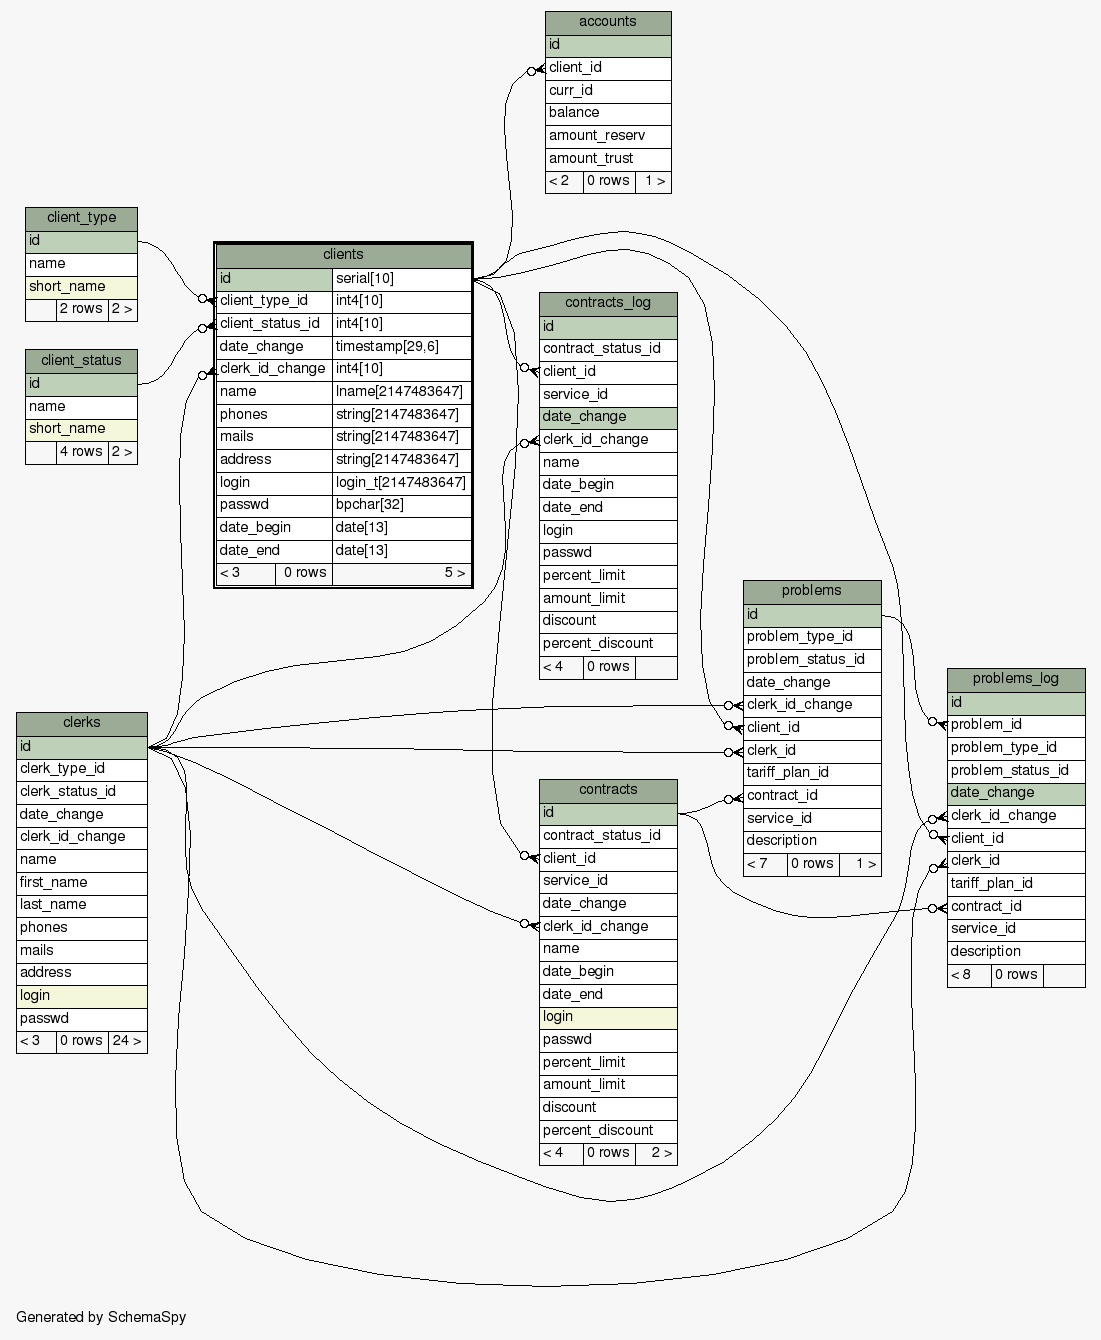 accounts
id
client_id
curr_id
balance
amount_reserv
amount_trust
< 2 0 rows 1 >
client_type
id
name
short_name
2 rows 2 >
client_status
id
name
short_name
4 rows 2 >
clients
id serial[10]
client_type_id int4[10]
client_status_id int4[10]
date_change timestamp[29,6]
clerk_id_change int4[10]
name lname[2147483647]
phones string[2147483647]
mails string[2147483647]
address string[2147483647]
login login_t[2147483647]
passwd bpchar[32]
date_begin date[13]
date_end date[13]
< 3 0 rows 5 >
contracts_log
id
contract_status_id
client_id
service_id
date_change
clerk_id_change
name
date_begin
date_end
login
passwd
percent_limit
amount_limit
discount
percent_discount
< 4 0 rows
problems
id
problem_type_id
problem_status_id
date_change
clerk_id_change
client_id
clerk_id
tariff_plan_id
contract_id
service_id
description
< 7 0 rows 1 >
problems_log
id
problem_id
problem_type_id
problem_status_id
date_change
clerk_id_change
client_id
clerk_id
tariff_plan_id
contract_id
service_id
description
< 8 0 rows
clerks
id
clerk_type_id
clerk_status_id
date_change
clerk_id_change
name
first_name
last_name
phones
mails
address
login
passwd
< 3 0 rows 24 >
contracts
id
contract_status_id
client_id
service_id
date_change
clerk_id_change
name
date_begin
date_end
login
passwd
percent_limit
amount_limit
discount
percent_discount
< 4 0 rows 2 >
Generated by SchemaSpy